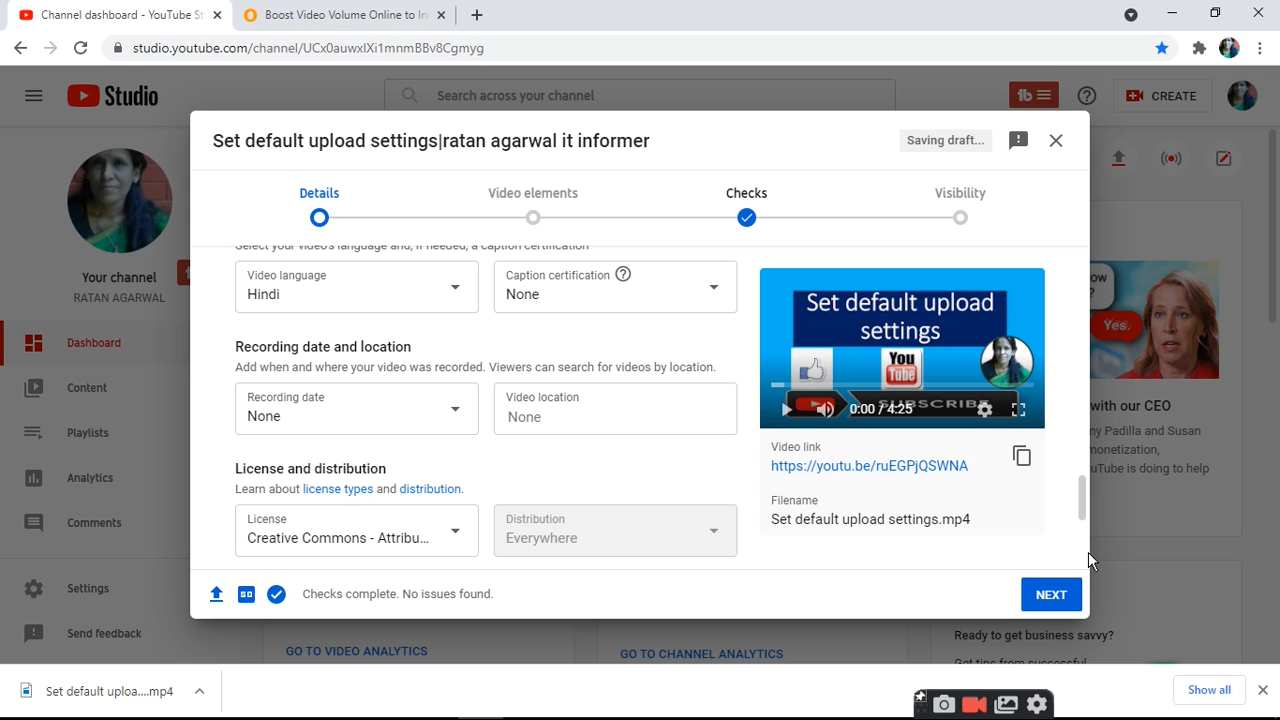 Channel dashboard - YouTube St
Boost Video Volume Online to In
studio.youtube.com/channel/UCx0auwxIXi1mnmBBv8Cgmyg
Studio
Search across your channel
CREATE
Set default upload settings|ratan agarwal it informer
Saving draft...
Details
Video elements
Checks
Visibility
Your channel
RATAN AGARWAL
Dashboard
Content
Playlists
Analytics
Comments
Settings
Send feedback
Select your video's language and, if needed, a caption certification
Video language
Hindi
Caption certification
None
Recording date and location
Add when and where your video was recorded. Viewers can search for videos by location.
Recording date
None
Video location
None
License and distribution
Learn about license types and distribution.
License
Creative Commons - Attribu...
Distribution
Everywhere
Set default upload
settings
You
Tube
SUBSCRIBE
0:00 / 4:25
Video link
https://youtu.be/ruEGPjQSWNA
Filename
Set default upload settings.mp4
Checks complete. No issues found.
NEXT
ow
?
Yes.
with our CEO
ny Padilla and Susan
monetization,
uTube is doing to help
GO TO VIDEO ANALYTICS
GO TO CHANNEL ANALYTICS
Ready to get business savvy?
Get tips from successful
Set default uploa....mp4
Show all